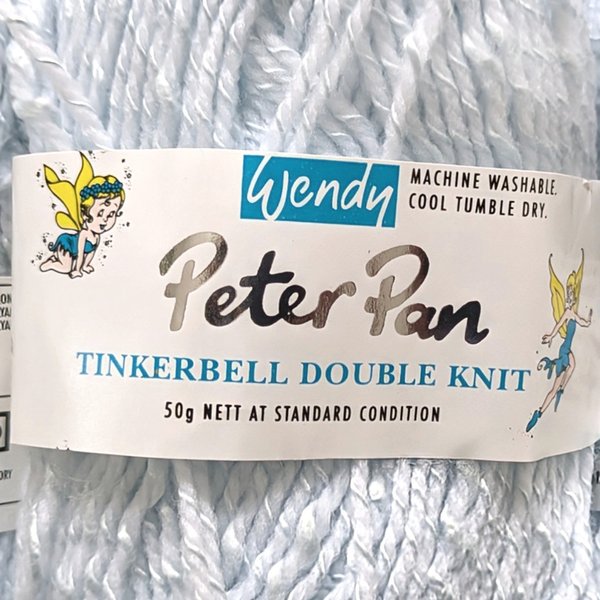 Wendy
MACHINE WASHABLE.
COOL TUMBLE DRY.
Peter Pan
TINKERBELL DOUBLE KNIT
50g NETT AT STANDARD CONDITION